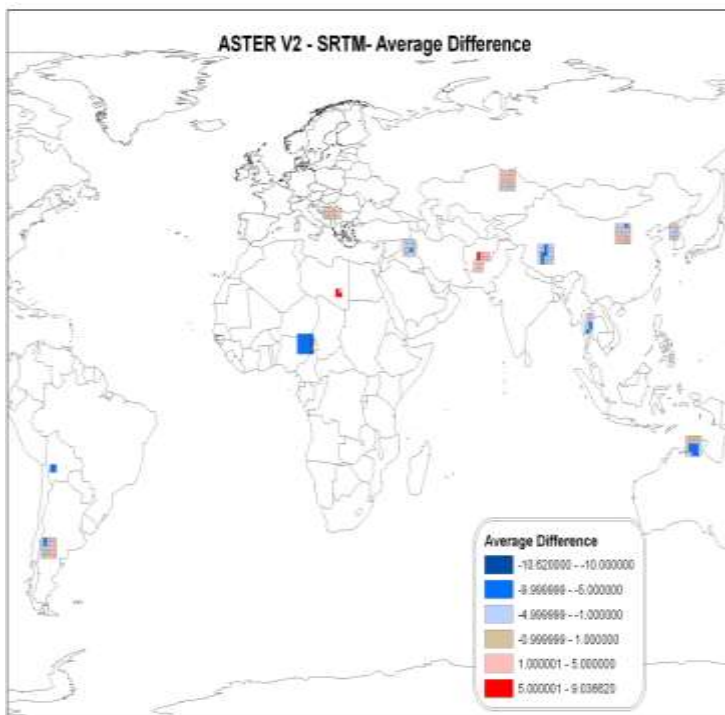 ASTER V2 - SRTM- Average Difference
Average Difference
-10.620000 - -10.000000
-9.999999 - -5.000000
-4.999999 - -1.000000
-0.999999 - 1.000000
1.000001 - 5.000000
5.000001 - 9.036620